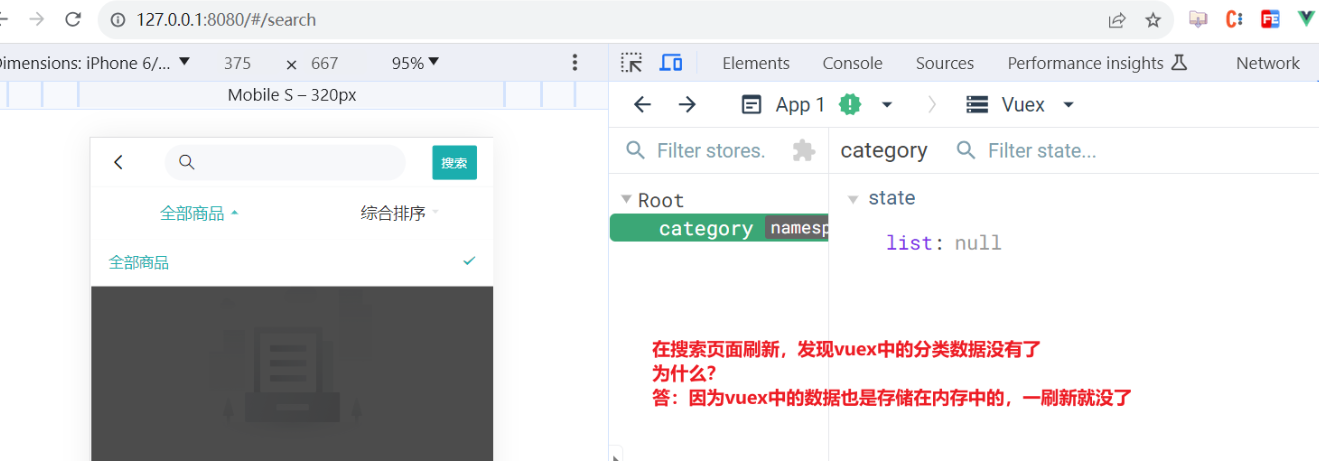 127.0.0.1:8080/#/search
Dimensions: iPhone 6/... 375 × 667 95%
Elements Console Sources Performance insights Network
Mobile S – 320px
App 1 Vuex
搜索
Filter stores. category Filter state...
全部商品 综合排序
Root
state
category namesp
list: null
全部商品
在搜索页面刷新，发现vuex中的分类数据没有了
为什么？
答：因为vuex中的数据也是存储在内存中的，一刷新就没了